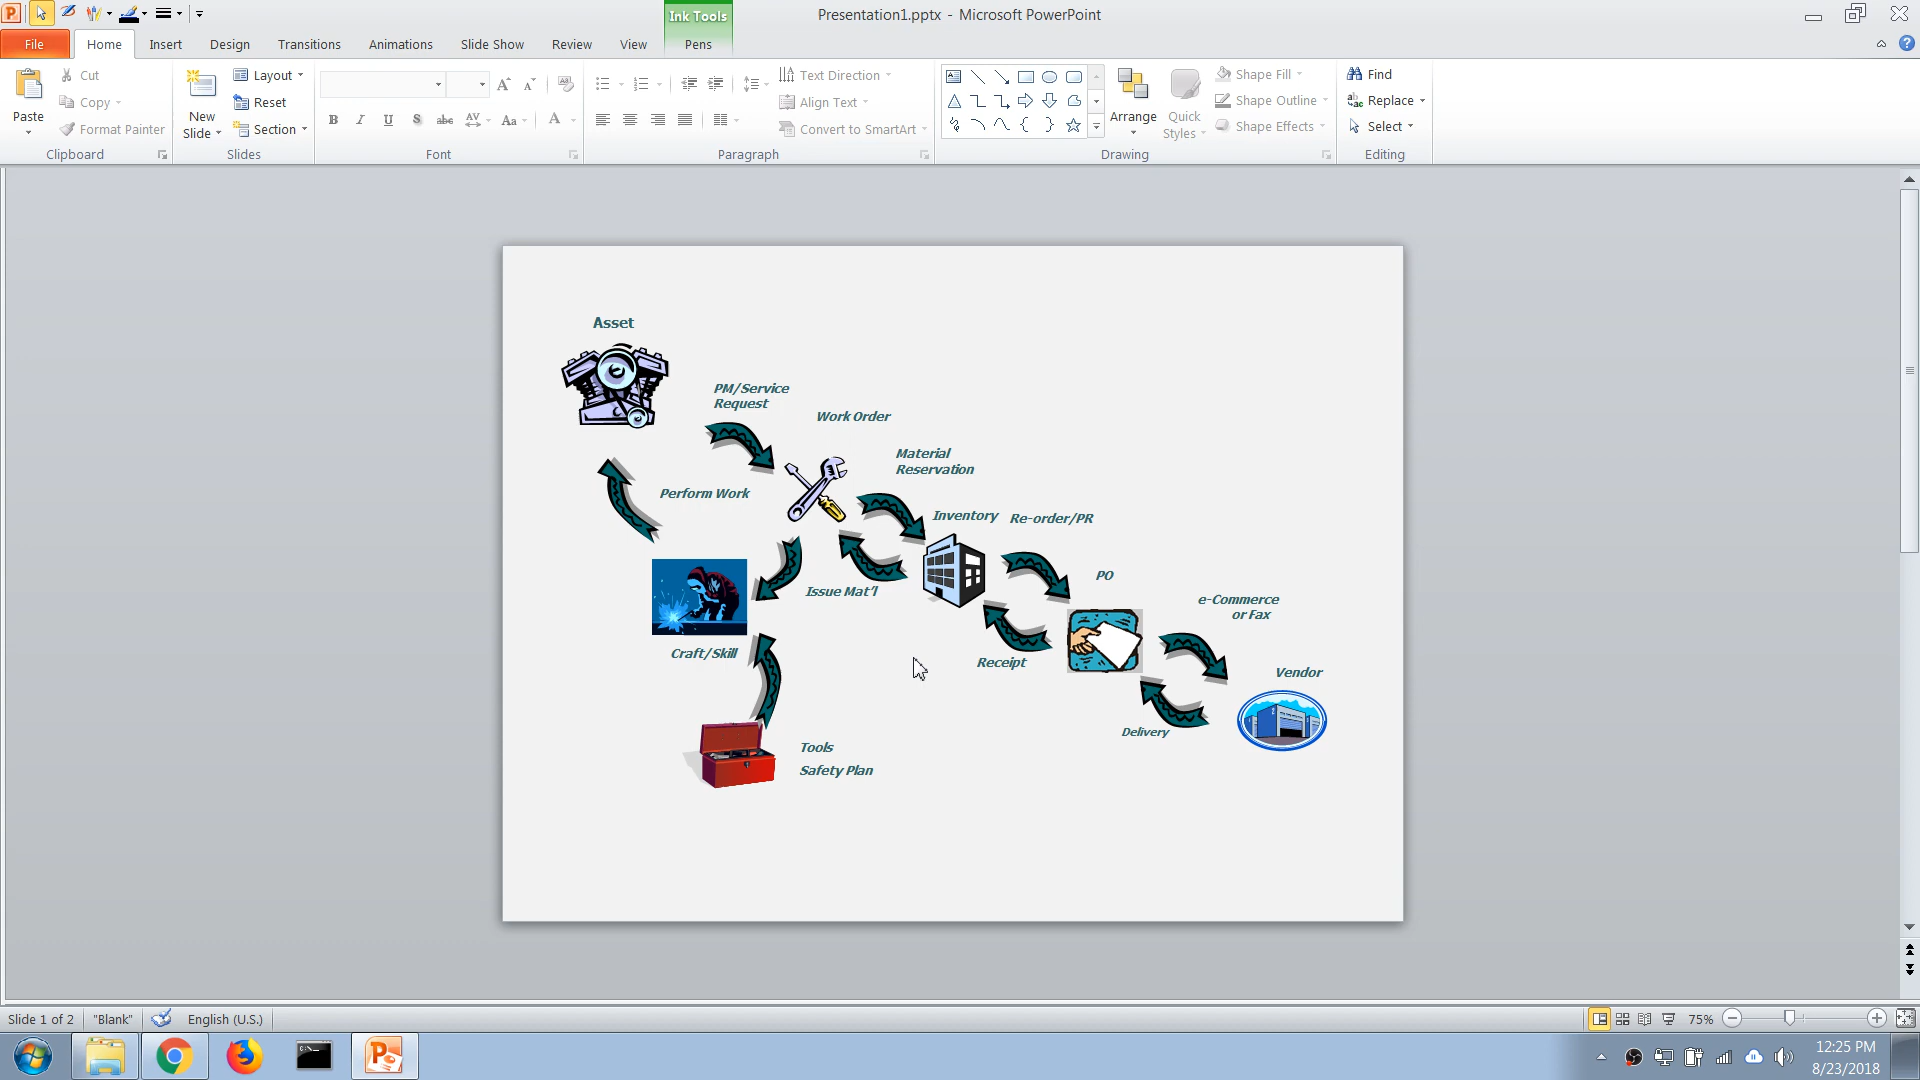 Ink Tools
Presentation1.pptx - Microsoft PowerPoint
File
Home
Insert
Design
Transitions
Animations
Slide Show
Review
View
Pens
Paste
Cut
Copy
Format Painter
Clipboard
New
Slide
Layout
Reset
Section
Slides
B I U S abc AV Aa A
Font
Text Direction
Align Text
Convert to SmartArt
Paragraph
Arrange
Quick
Styles
Shape Fill
Shape Outline
Shape Effects
Drawing
Find
Replace
Select
Editing
Asset
PM/Service
Request
Work Order
Material
Reservation
Perform Work
Inventory
Re-order/PR
Issue Mat'l
PO
e-Commerce
or Fax
Craft/Skill
Receipt
Vendor
Delivery
Tools
Safety Plan
Slide 1 of 2
"Blank"
English (U.S.)
75%
12:25 PM
8/23/2018